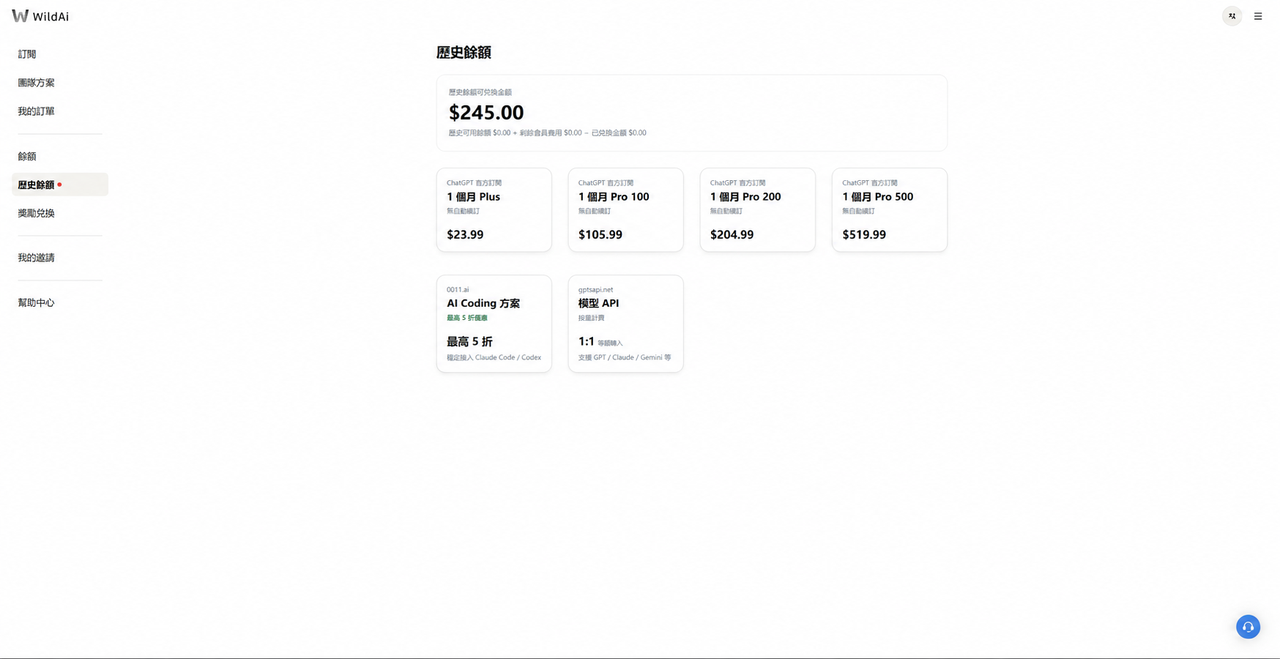 WildAi
訂閱
團隊方案
我的訂單
餘額
歷史餘額
獎勵兌換
我的邀請
幫助中心
歷史餘額
歷史餘額可兌換金額
$245.00
歷史可用餘額 $0.00 + 剩餘會員費用 $0.00 − 已兌換金額 $0.00
ChatGPT 官方訂閱
1 個月 Plus
無自動續訂
$23.99
ChatGPT 官方訂閱
1 個月 Pro 100
無自動續訂
$105.99
ChatGPT 官方訂閱
1 個月 Pro 200
無自動續訂
$204.99
ChatGPT 官方訂閱
1 個月 Pro 500
無自動續訂
$519.99
0011.ai
AI Coding 方案
最高 5 折優惠
最高 5 折
穩定接入 Claude Code / Codex
gptsapi.net
模型 API
按量計費
1:1 等額轉入
支援 GPT / Claude / Gemini 等